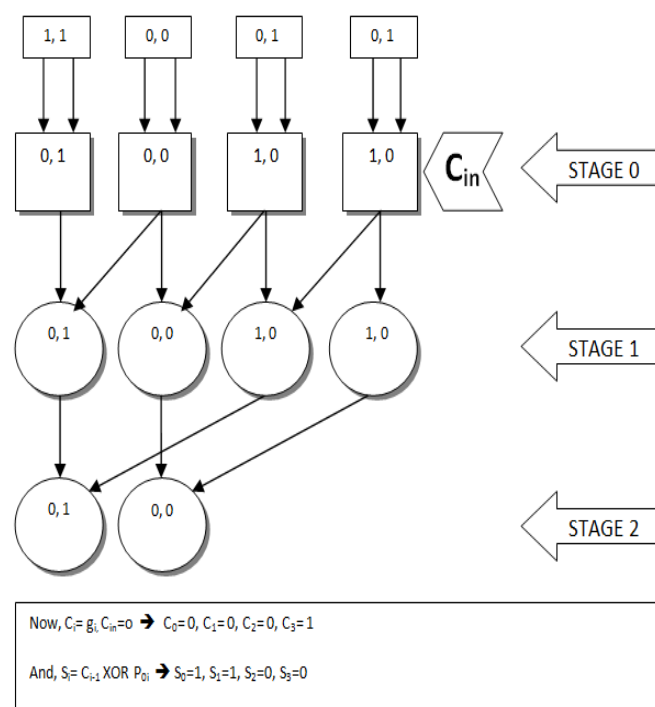 1, 1
0, 0
0, 1
0, 1
0, 1
0, 0
1, 0
1, 0
Cin
STAGE 0
0, 1
0, 0
1, 0
1, 0
STAGE 1
0, 1
0, 0
STAGE 2
Now, Ci= gi, Cin=o ➔ C0=0, C1=0, C2=0, C3=1
And, Si= Ci-1 XOR P0i ➔ S0=1, S1=1, S2=0, S3=0